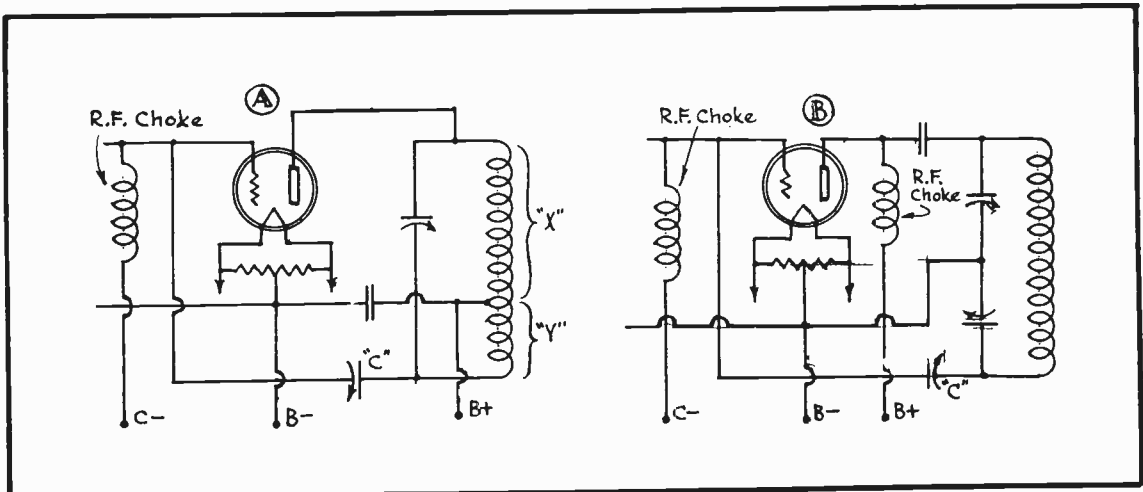 A
R.F. Choke
"X"
"Y"
"C"
C-
B-
B+
B
R.F. Choke
R.F.
Choke
"C"
C-
B-
B+